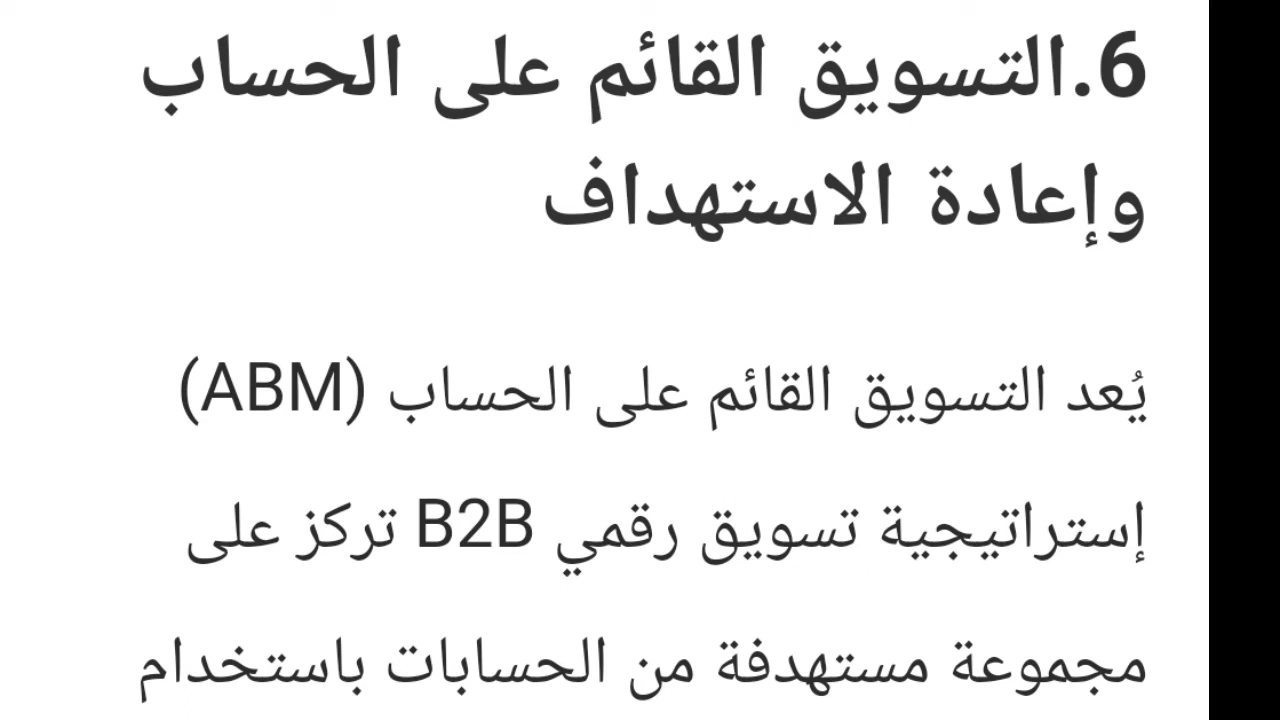 6.التسويق القائم على الحساب
وإعادة الاستهداف
يُعد التسويق القائم على الحساب (ABM)
إستراتيجية تسويق رقمي B2B تركز على
مجموعة مستهدفة من الحسابات باستخدام